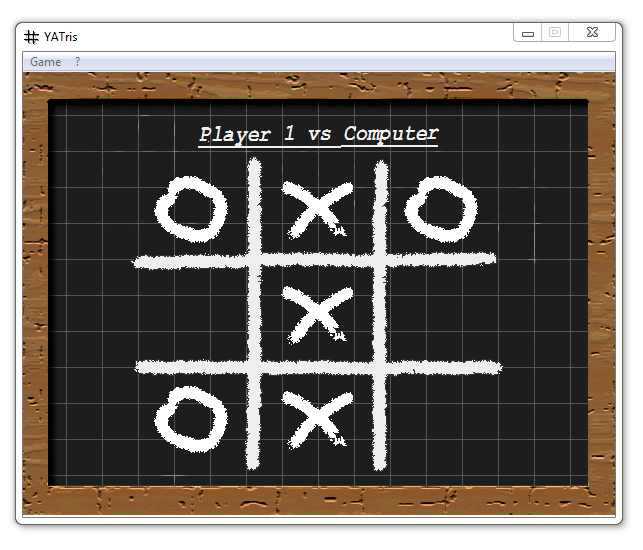 YATris
Game ?
Player 1 vs Computer
O X O
X
O X